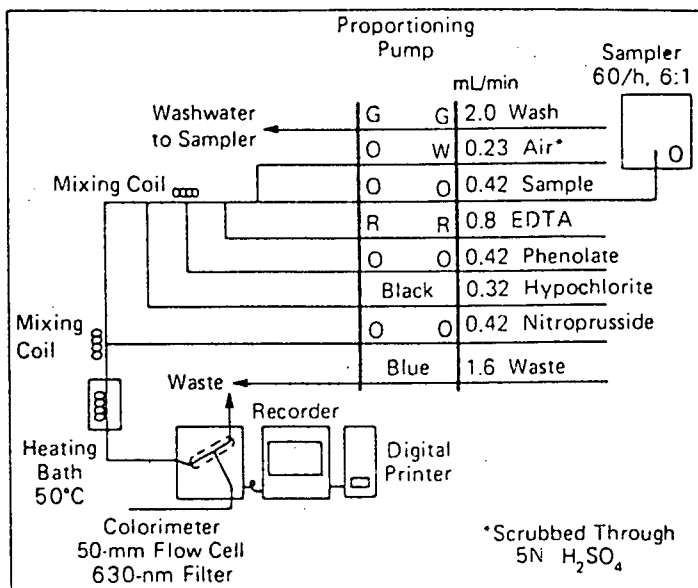 Proportioning
Pump
Sampler
60/h, 6:1
mL/min
Washwater
to Sampler
G G 2.0 Wash
O W 0.23 Air*
O
Mixing Coil
O O 0.42 Sample
R R 0.8 EDTA
O O 0.42 Phenolate
Black 0.32 Hypochlorite
Mixing
Coil
O O 0.42 Nitroprusside
Blue 1.6 Waste
Waste
Recorder
Heating
Bath
50°C
Digital
Printer
Colorimeter
50-mm Flow Cell
630-nm Filter
*Scrubbed Through
5N H₂SO₄